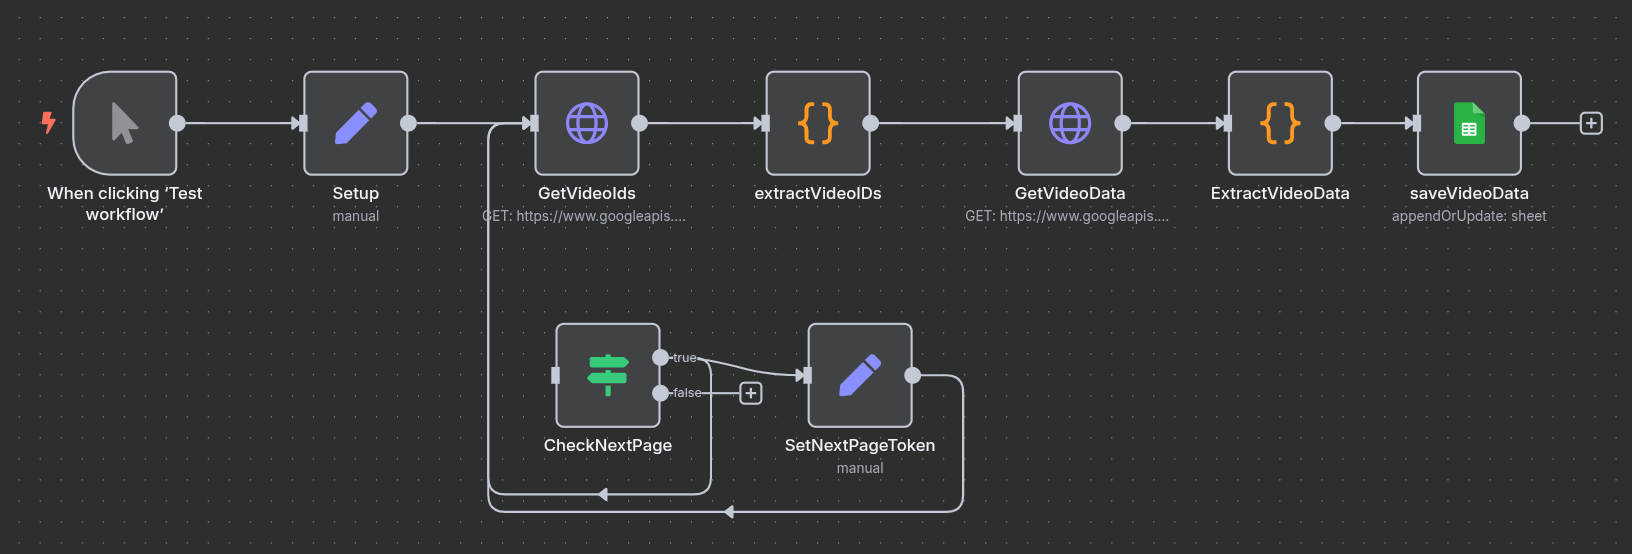 When clicking ‘Test
workflow’
Setup
manual
GetVideoIds
GET: https://www.googleapis....
extractVideoIDs
GetVideoData
GET: https://www.googleapis....
ExtractVideoData
saveVideoData
appendOrUpdate: sheet
true
false
CheckNextPage
SetNextPageToken
manual